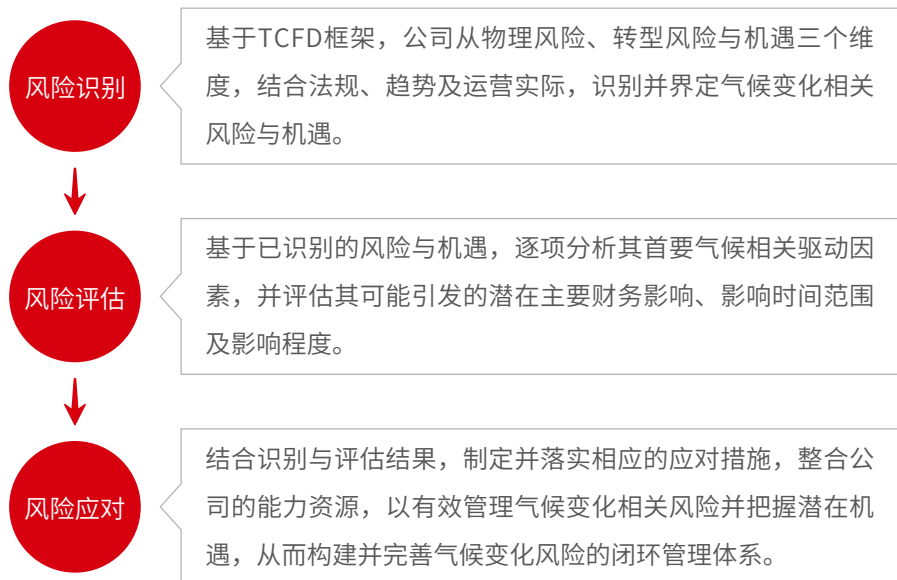 风险识别
基于TCFD框架，公司从物理风险、转型风险与机遇三个维
度，结合法规、趋势及运营实际，识别并界定气候变化相关
风险与机遇。
风险评估
基于已识别的风险与机遇，逐项分析其首要气候相关驱动因
素，并评估其可能引发的潜在主要财务影响、影响时间范围
及影响程度。
风险应对
结合识别与评估结果，制定并落实相应的应对措施，整合公
司的能力资源，以有效管理气候变化相关风险并把握潜在机
遇，从而构建并完善气候变化风险的闭环管理体系。